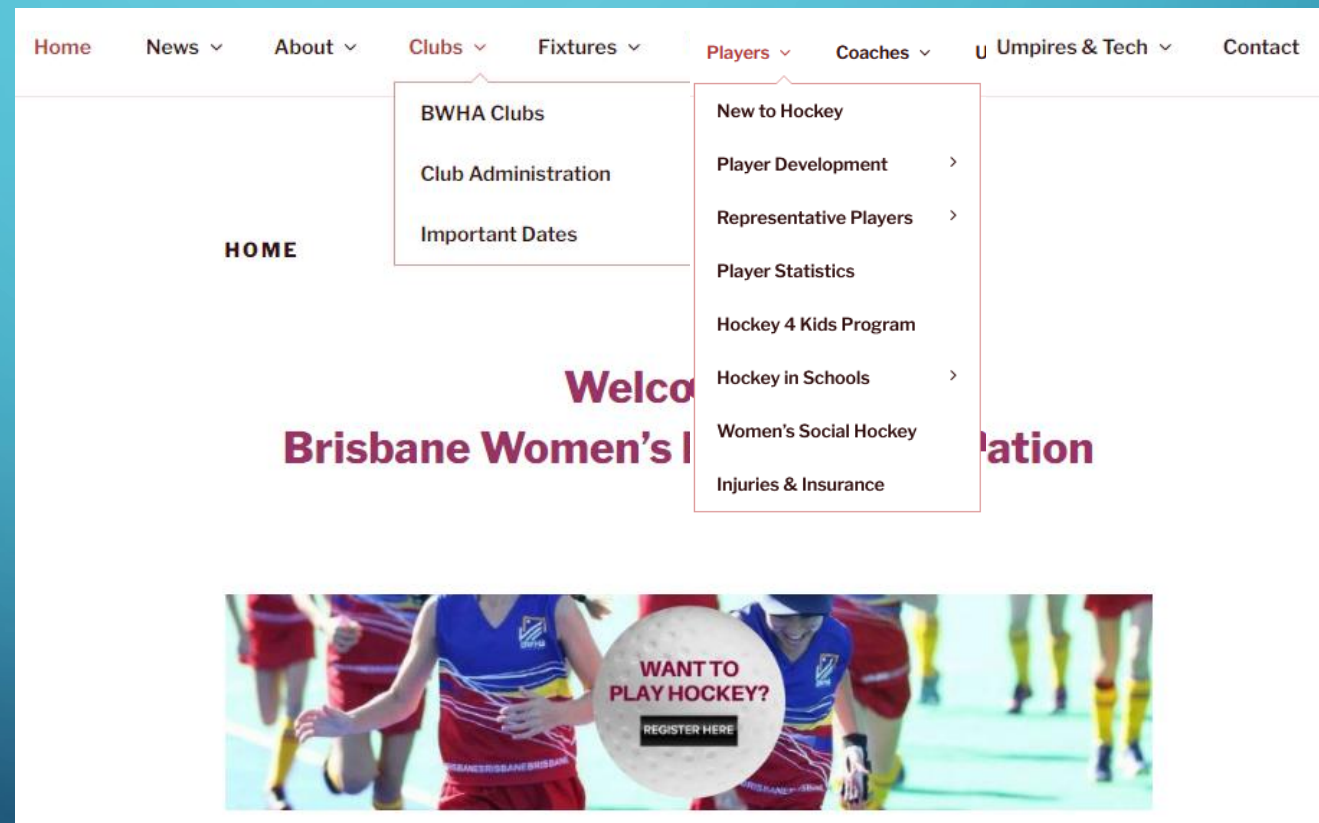 Home News About Clubs Fixtures Players Coaches U Umpires & Tech Contact
BWHA Clubs
Club Administration
Important Dates
New to Hockey
Player Development
Representative Players
Player Statistics
Hockey 4 Kids Program
Hockey in Schools
Women's Social Hockey
Injuries & Insurance
HOME
Welco
Brisbane Women's ation
WANT TO
PLAY HOCKEY?
REGISTER HERE
BWHA